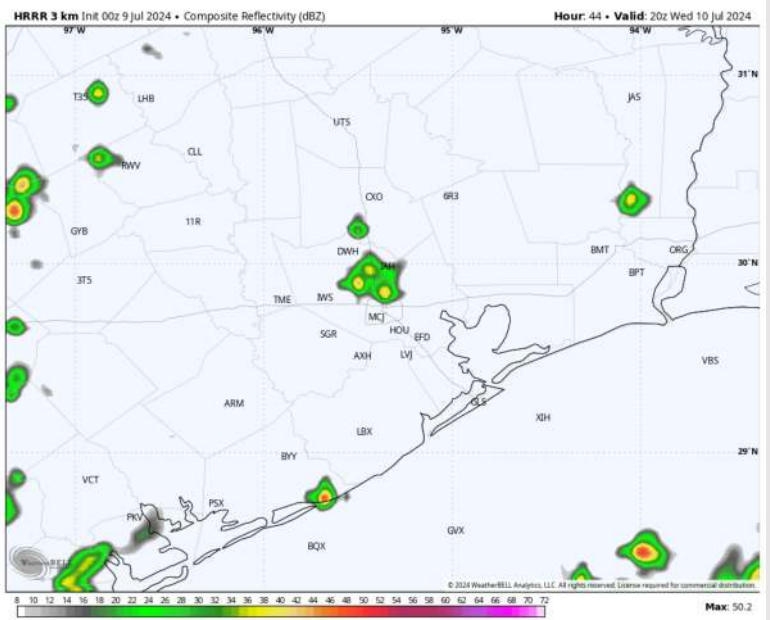 HRRR 3 km Init 00z 9 Jul 2024 • Composite Reflectivity (dBZ) Hour: 44 • Valid: 20z Wed 10 Jul 2024
97°W 96°W 95°W 94°W
31°N
T35 LHB JAS
UTS
CLL
RWV
CXO 6R3
11R
GYB
DWH BMT ORG
IAH 30°N
BPT
3T5
TME IWS
MCJ
SGR HOU
EFD
AXH LVJ
VBS
ARM GLS
XIH
LBX
BYY 29°N
VCT
PSX
PKV
GVX
BQX
WeatherBELL
© 2024 WeatherBELL Analytics, LLC. All rights reserved. License required for commercial distribution.
8 10 12 14 16 18 20 22 24 26 28 30 32 34 36 38 40 42 44 46 48 50 52 54 56 58 60 62 64 66 68 70 72
Max: 50.2